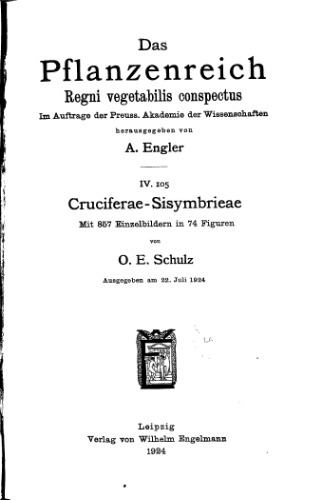 Das
Pflanzenreich
Regni vegetabilis conspectus
Im Auftrage der Preuss. Akademie der Wissenschaften
herausgegeben von
A. Engler
IV. 105
Cruciferae-Sisymbrieae
Mit 857 Einzelbildern in 74 Figuren
von
O. E. Schulz
Ausgegeben am 22. Juli 1924
Leipzig
Verlag von Wilhelm Engelmann
1924